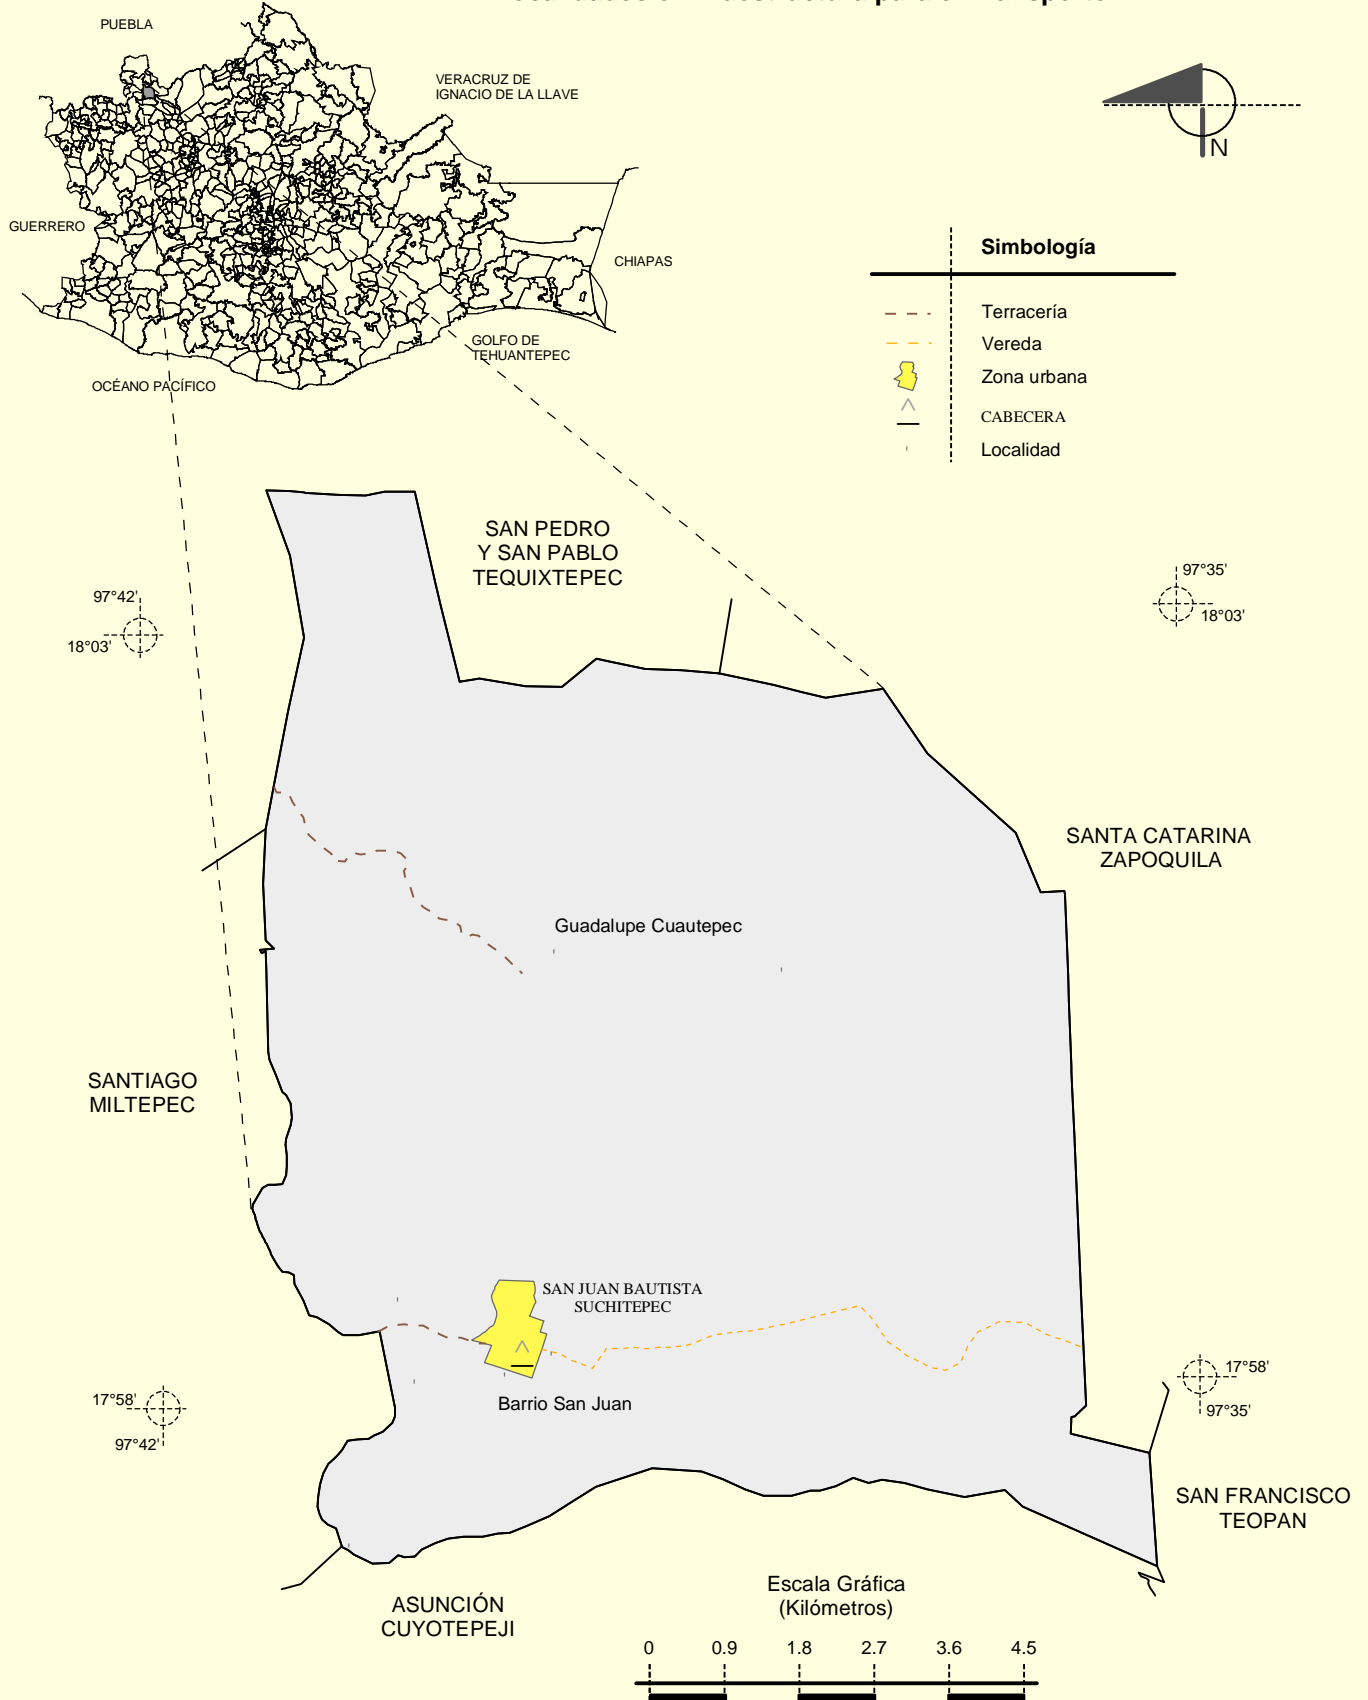 PUEBLA
VERACRUZ DE
IGNACIO DE LA LLAVE
GUERRERO
CHIAPAS
GOLFO DE
TEHUANTEPEC
OCÉANO PACÍFICO
N
Simbología
Terracería
Vereda
Zona urbana
CABECERA
Localidad
SAN PEDRO
Y SAN PABLO
TEQUIXTEPEC
97°42'
18°03'
97°35'
18°03'
SANTA CATARINA
ZAPOQUILA
Guadalupe Cuautepec
SANTIAGO
MILTEPEC
SAN JUAN BAUTISTA
SUCHITEPEC
Barrio San Juan
17°58'
97°42'
17°58'
97°35'
SAN FRANCISCO
TEOPAN
ASUNCIÓN
CUYOTEPEJI
Escala Gráfica
(Kilómetros)
0 0.9 1.8 2.7 3.6 4.5